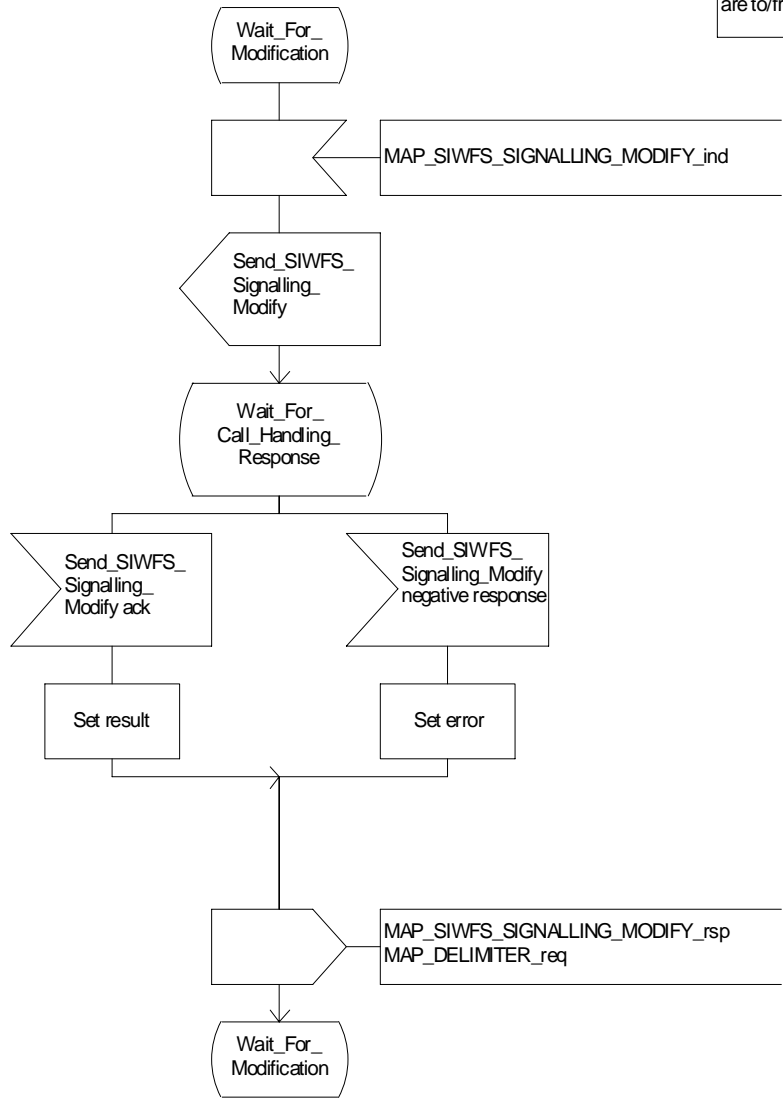 are to/fr
Wait_For_
Modification
MAP_SIWFS_SIGNALLING_MODIFY_ind
Send_SIWFS_
Signalling_
Modify
Wait_For_
Call_Handling_
Response
Send_SIWFS_
Signalling_
Modify ack
Send_SIWFS_
Signalling_Modify
negative response
Set result
Set error
MAP_SIWFS_SIGNALLING_MODIFY_rsp
MAP_DELIMITER_req
Wait_For_
Modification